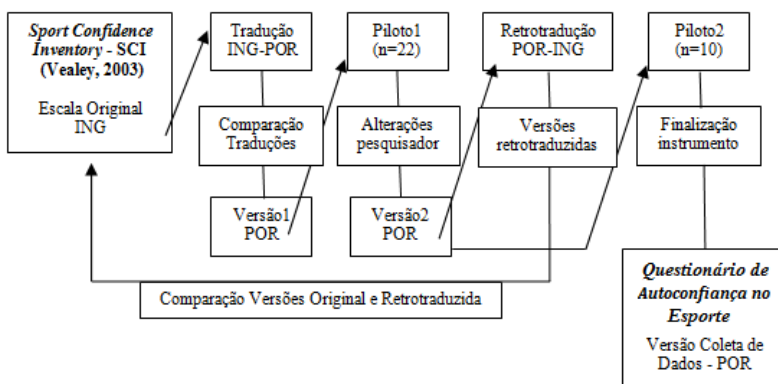 Sport Confidence
Inventory - SCI
(Vealey, 2003)
Escala Original
ING
Tradução
ING-POR
Comparação
Traduções
Versão1
POR
Piloto1
(n=22)
Alterações
pesquisador
Versão2
POR
Retrotradução
POR-ING
Versões
retrotraduzidas
Piloto2
(n=10)
Finalização
instrumento
Questionário de
Autoconfiança no
Esporte
Versão Coleta de
Dados - POR
Comparação Versões Original e Retrotraduzida